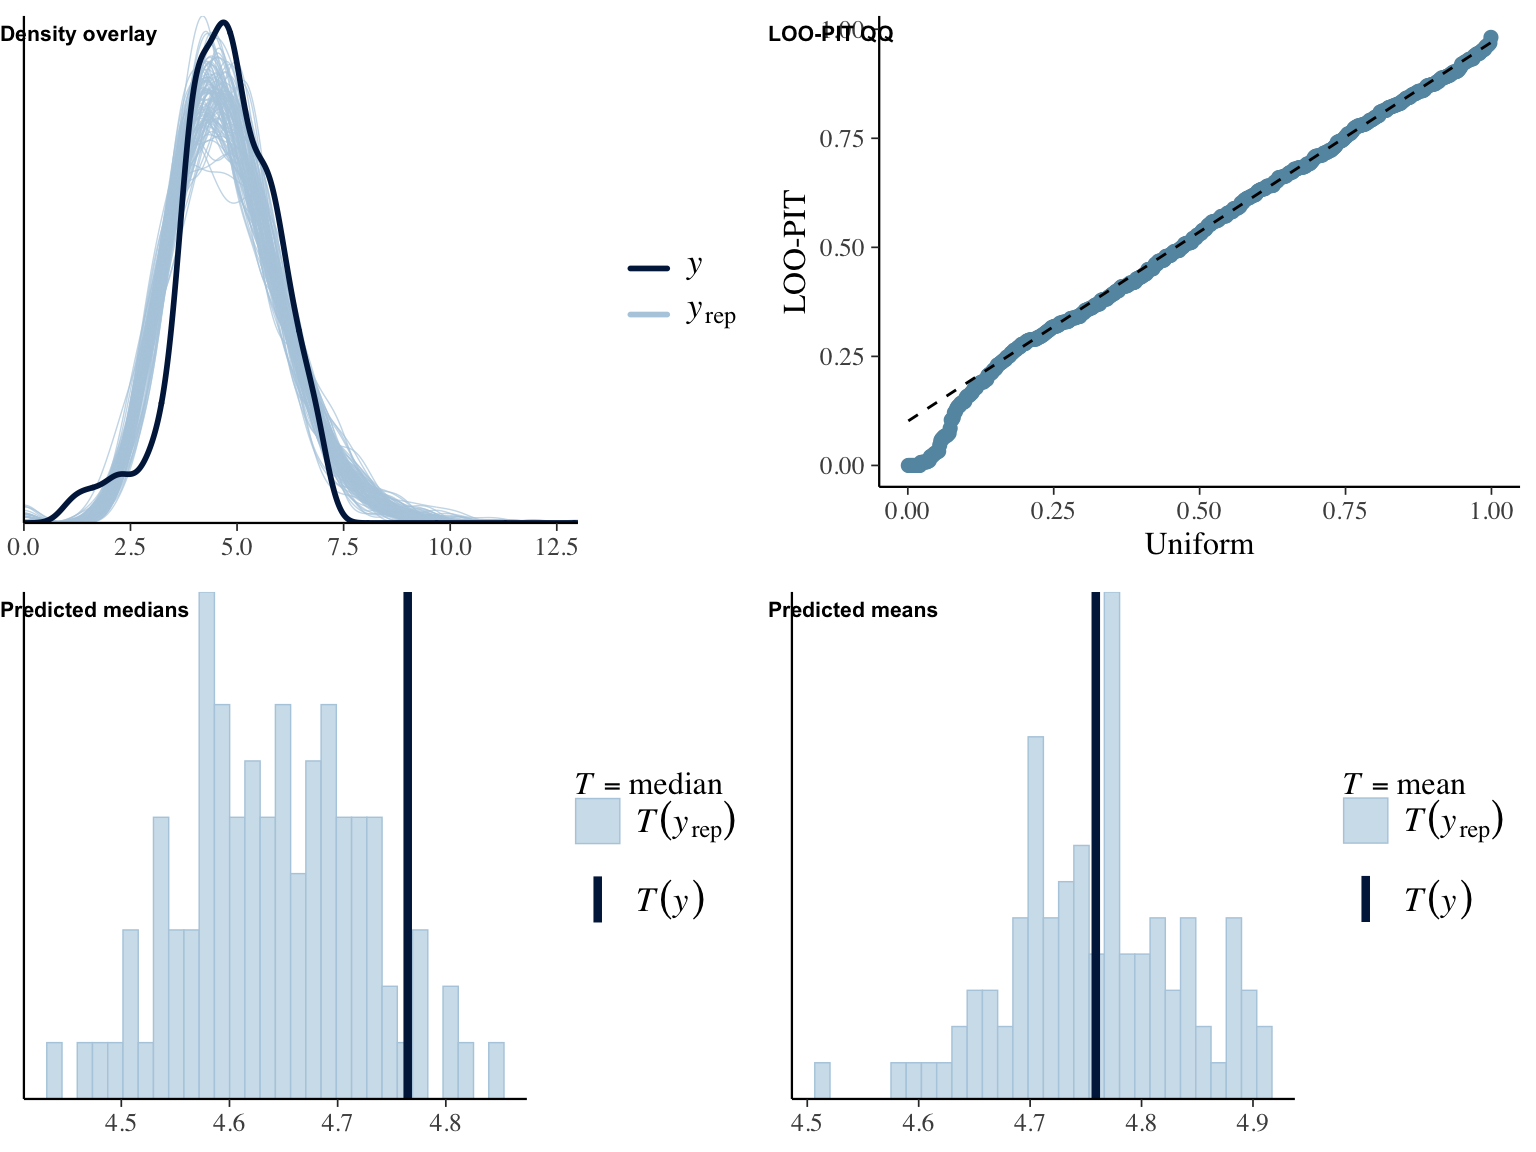 Density overlay
y
yrep
0.0 2.5 5.0 7.5 10.0 12.5
LOO-PIT QQ
1.00
0.75
0.50
0.25
0.00
LOO-PIT
0.00 0.25 0.50 0.75 1.00
Uniform
Predicted medians
T = median
T(yrep)
T(y)
4.5 4.6 4.7 4.8
Predicted means
T = mean
T(yrep)
T(y)
4.5 4.6 4.7 4.8 4.9